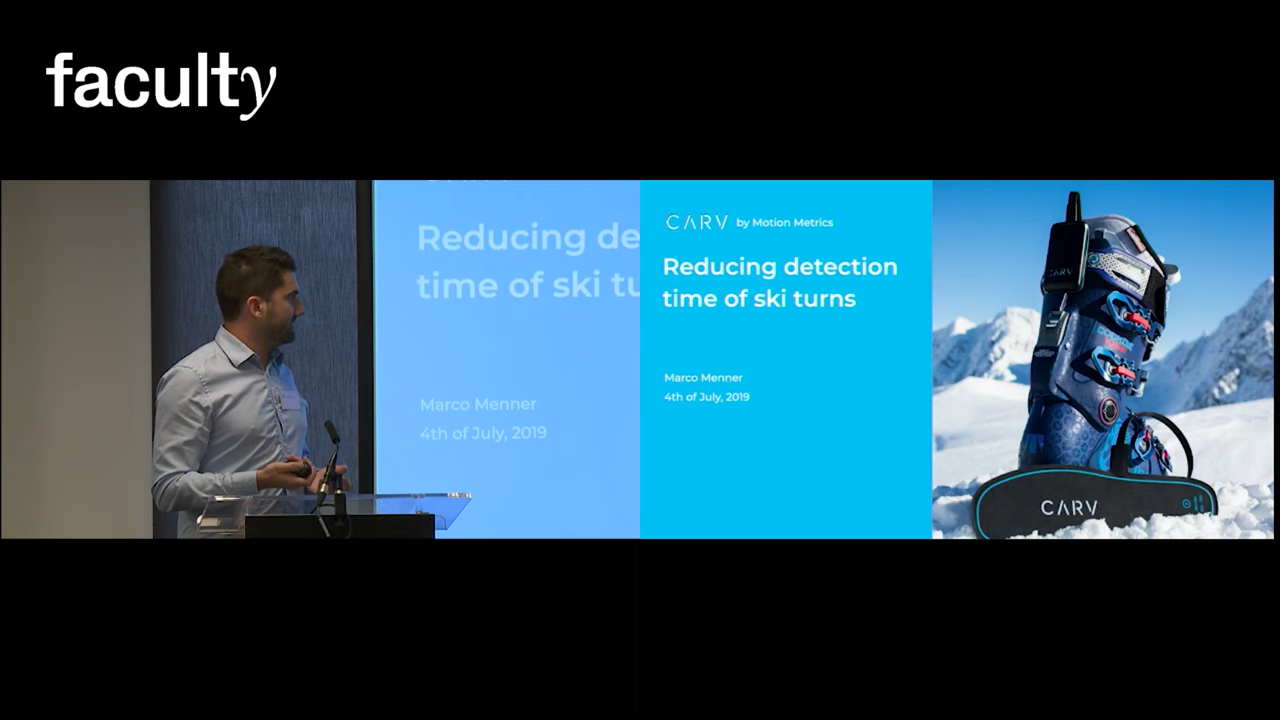 faculty
Reducing de
time of ski tu
Marco Menner
4th of July, 2019
CARV by Motion Metrics
Reducing detection
time of ski turns
Marco Menner
4th of July, 2019
CARV
CARV